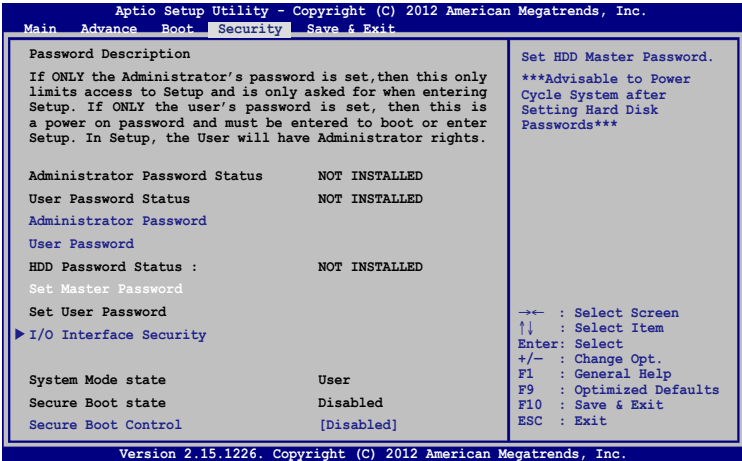 Aptio Setup Utility - Copyright (C) 2012 American Megatrends, Inc.
Main Advance Boot Security Save & Exit
Password Description
If ONLY the Administrator's password is set,then this only
limits access to Setup and is only asked for when entering
Setup. If ONLY the user's password is set, then this is
a power on password and must be entered to boot or enter
Setup. In Setup, the User will have Administrator rights.
Administrator Password Status NOT INSTALLED
User Password Status NOT INSTALLED
Administrator Password
User Password
HDD Password Status : NOT INSTALLED
Set Master Password
Set User Password
I/O Interface Security
System Mode state User
Secure Boot state Disabled
Secure Boot Control [Disabled]
Set HDD Master Password.
***Advisable to Power
Cycle System after
Setting Hard Disk
Passwords***
→← : Select Screen
↑↓ : Select Item
Enter: Select
+/— : Change Opt.
F1 : General Help
F9 : Optimized Defaults
F10 : Save & Exit
ESC : Exit
Version 2.15.1226. Copyright (C) 2012 American Megatrends, Inc.